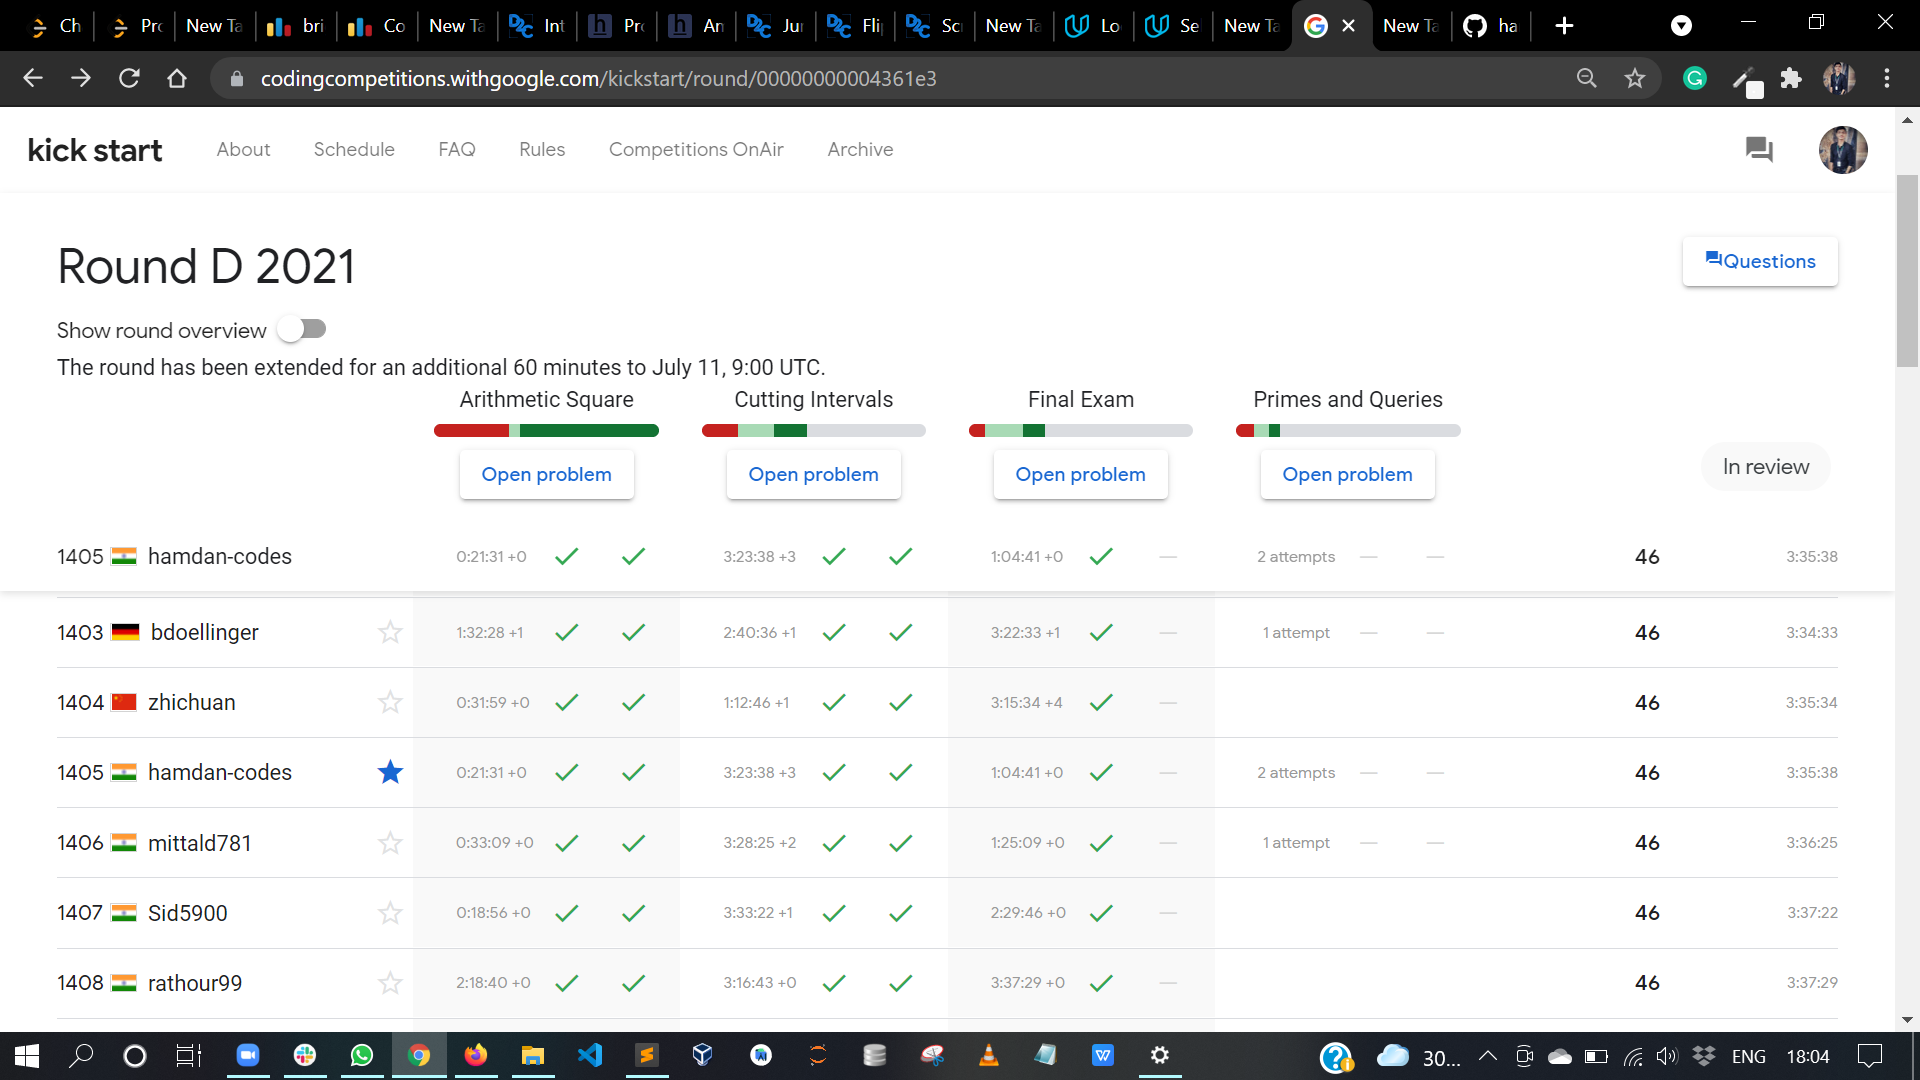 Ch Pro New Ta bri Co New Ta Int Pro An Ju Fli Sc New Ta Lo Se New Ta New Ta ha
codingcompetitions.withgoogle.com/kickstart/round/00000000004361e3
kick start About Schedule FAQ Rules Competitions OnAir Archive
Round D 2021
Questions
Show round overview
The round has been extended for an additional 60 minutes to July 11, 9:00 UTC.
Arithmetic Square Cutting Intervals Final Exam Primes and Queries
Open problem Open problem Open problem Open problem In review
1405 hamdan-codes 0:21:31 +0 3:23:38 +3 1:04:41 +0 2 attempts 46 3:35:38
1403 bdoellinger 1:32:28 +1 2:40:36 +1 3:22:33 +1 1 attempt 46 3:34:33
1404 zhichuan 0:31:59 +0 1:12:46 +1 3:15:34 +4 46 3:35:34
1405 hamdan-codes 0:21:31 +0 3:23:38 +3 1:04:41 +0 2 attempts 46 3:35:38
1406 mittald781 0:33:09 +0 3:28:25 +2 1:25:09 +0 1 attempt 46 3:36:25
1407 Sid5900 0:18:56 +0 3:33:22 +1 2:29:46 +0 46 3:37:22
1408 rathour99 2:18:40 +0 3:16:43 +0 3:37:29 +0 46 3:37:29
30... ENG 18:04